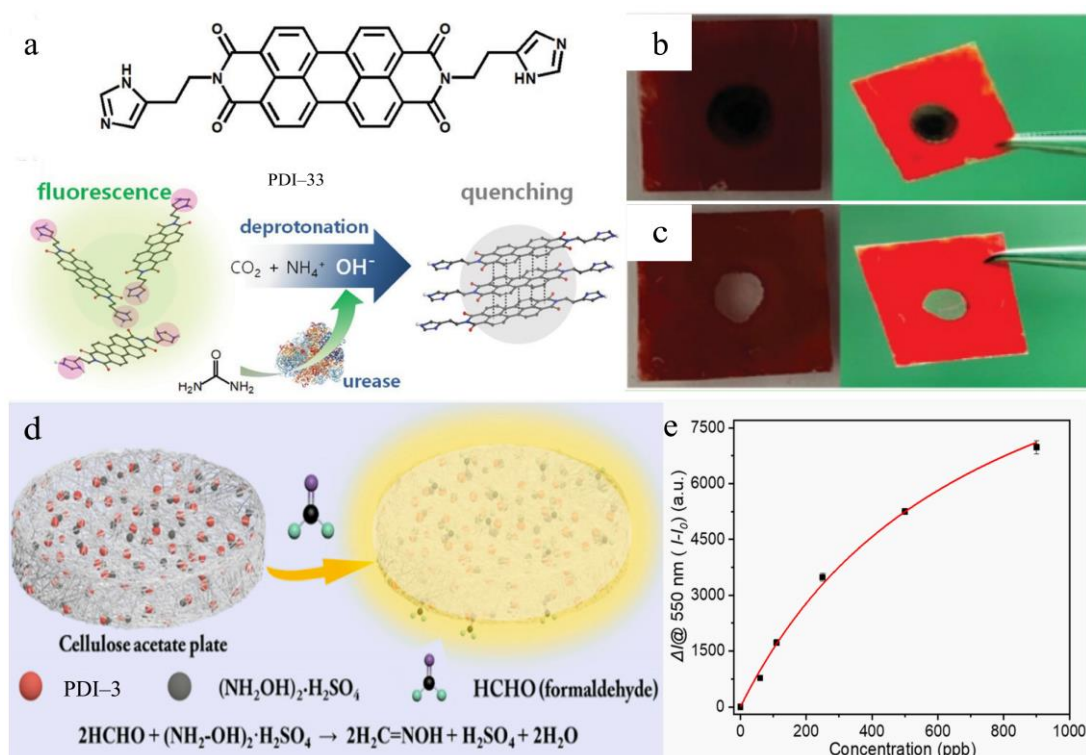 a
O
O
H
N
N
N
N
HN
N
O
O
PDI–33
fluorescence
deprotonation
CO₂ + NH₄⁺ OH⁻
quenching
O
H₂N
NH₂
urease
b
c
d
Cellulose acetate plate
PDI–3
(NH₂OH)₂·H₂SO₄
HCHO (formaldehyde)
2HCHO + (NH₂-OH)₂·H₂SO₄ → 2H₂C=NOH + H₂SO₄ + 2H₂O
e
ΔI@ 550 nm (I-I₀) (a.u.)
7500
6000
4500
3000
1500
0
0 200 400 600 800 1000
Concentration (ppb)